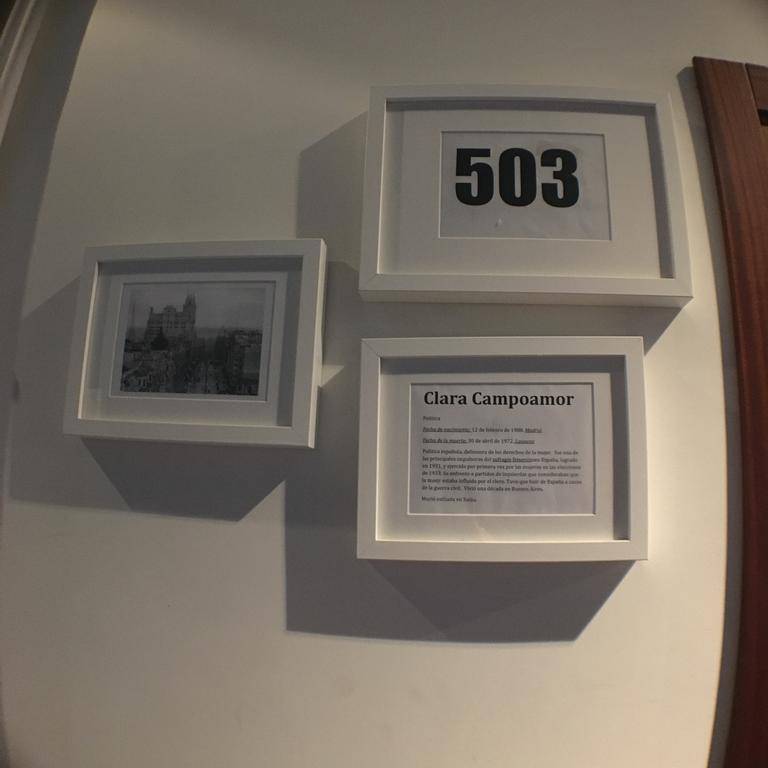 503
Clara Campoamor
Política
Fecha de nacimiento: 12 de febrero de 1988, Madrid
Fecha de la muerte: 30 de abril de 1972, Lausana
Política española, defensora de los derechos de la mujer. Fue una de
las principales impulsoras del sufragio femenino en España, logrado
en 1931, y ejercido por primera vez por las mujeres en las elecciones
de 1933. Se enfrento a partidos de izquierdas que consideraban que
la mujer estaba influida por el clero. Tuvo que huir de España a causa
de la guerra civil. Vivió una década en Buenos Aires.
Murió exiliada en Suiza.